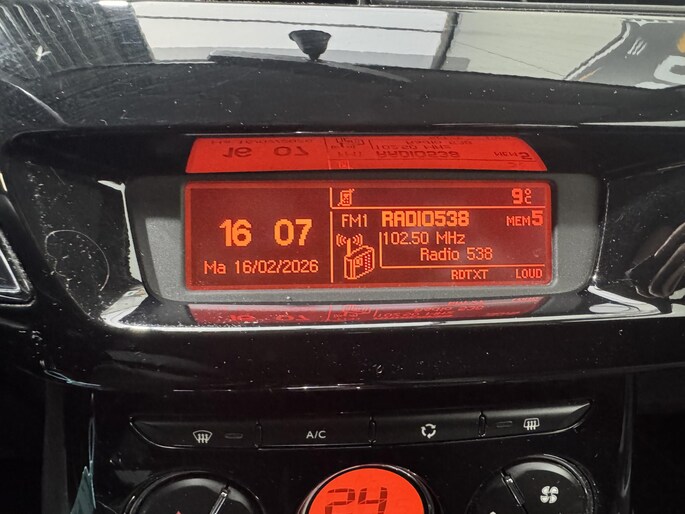 9°C
16 07
FM1 RADIO538 MEM5
102.50 MHz
Radio 538
Ma 16/02/2026
RDTXT LOUD
A/C
24